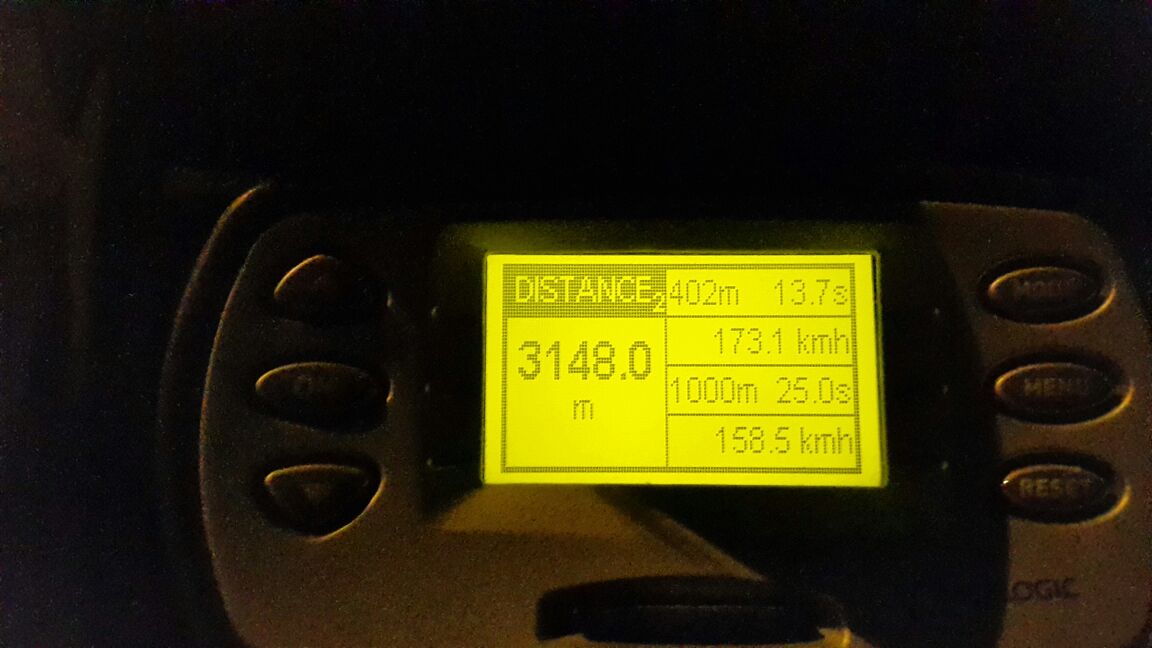 DISTANCE
3148.0
m
402m 13.7s
173.1 kmh
1000m 25.0s
158.5 kmh
MODE
MENU
RESET